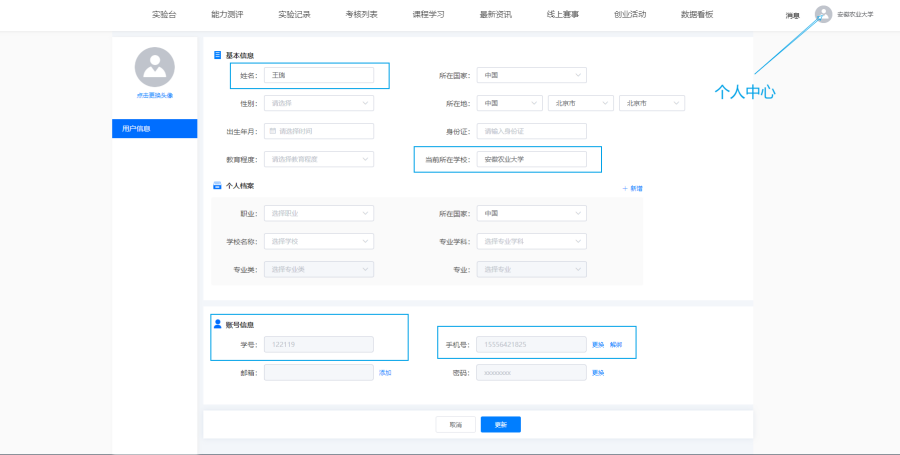 实验台 能力测评 实验记录 考核列表 课程学习 最新资讯 线上赛事 创业活动 数据看板 消息 安徽农业大学
个人中心
点击更换头像
用户信息
基本信息
姓名： 王瑞 所在国家： 中国
性别： 请选择 所在地： 中国 北京市 北京市
出生年月： 请选择时间 身份证： 请输入身份证
教育程度： 请选择教育程度 当前所在学校： 安徽农业大学
个人档案 + 新增
职业： 选择职业 所在国家： 中国
学校名称： 选择学校 专业学科： 选择专业学科
专业类： 选择专业类 专业： 选择专业
账号信息
学号： 122119 手机号： 15556421825 更换 解绑
邮箱： 添加 密码： xxxxxxxx 更换
取消 更新